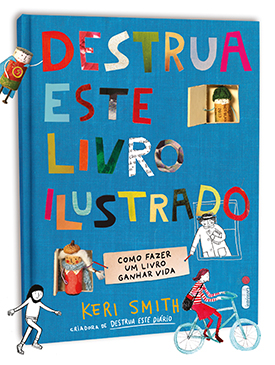 DESTRUA
ESTE
LIVRO
ILUSTRADO
COMO FAZER
UM LIVRO
GANHAR VIDA
KERI SMITH
CRIADORA DE DESTRUA ESTE DIÁRIO